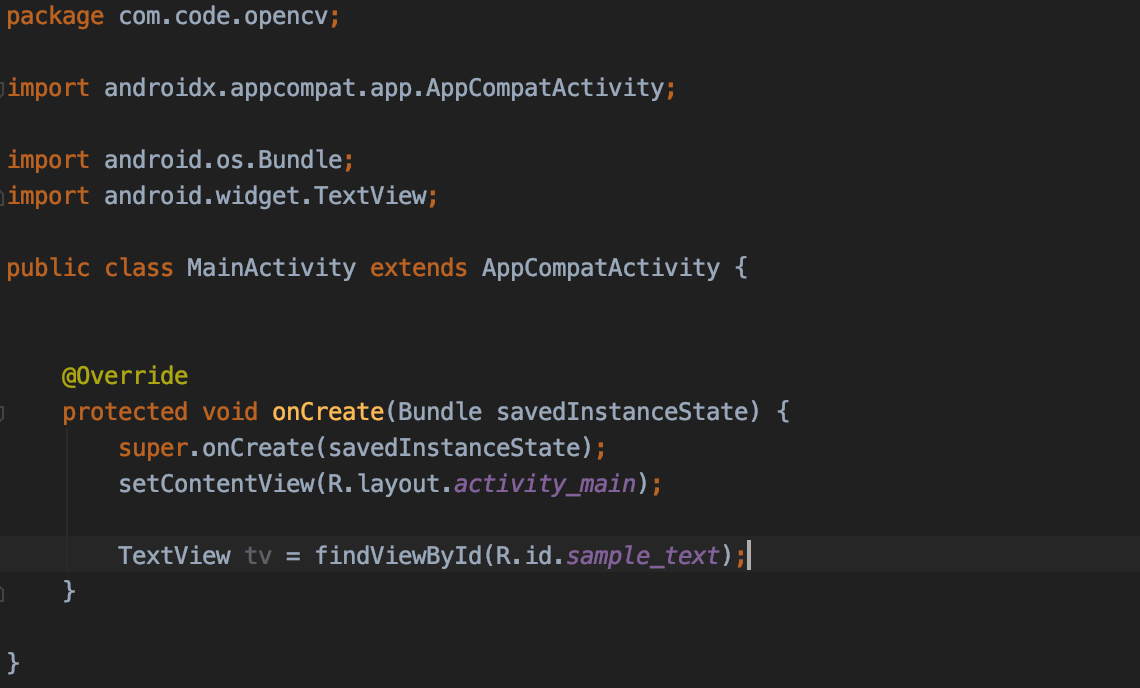 package com.code.opencv;
import androidx.appcompat.app.AppCompatActivity;
import android.os.Bundle;
import android.widget.TextView;
public class MainActivity extends AppCompatActivity {
@Override
protected void onCreate(Bundle savedInstanceState) {
super.onCreate(savedInstanceState);
setContentView(R.layout.activity_main);
TextView tv = findViewById(R.id.sample_text);
}
}